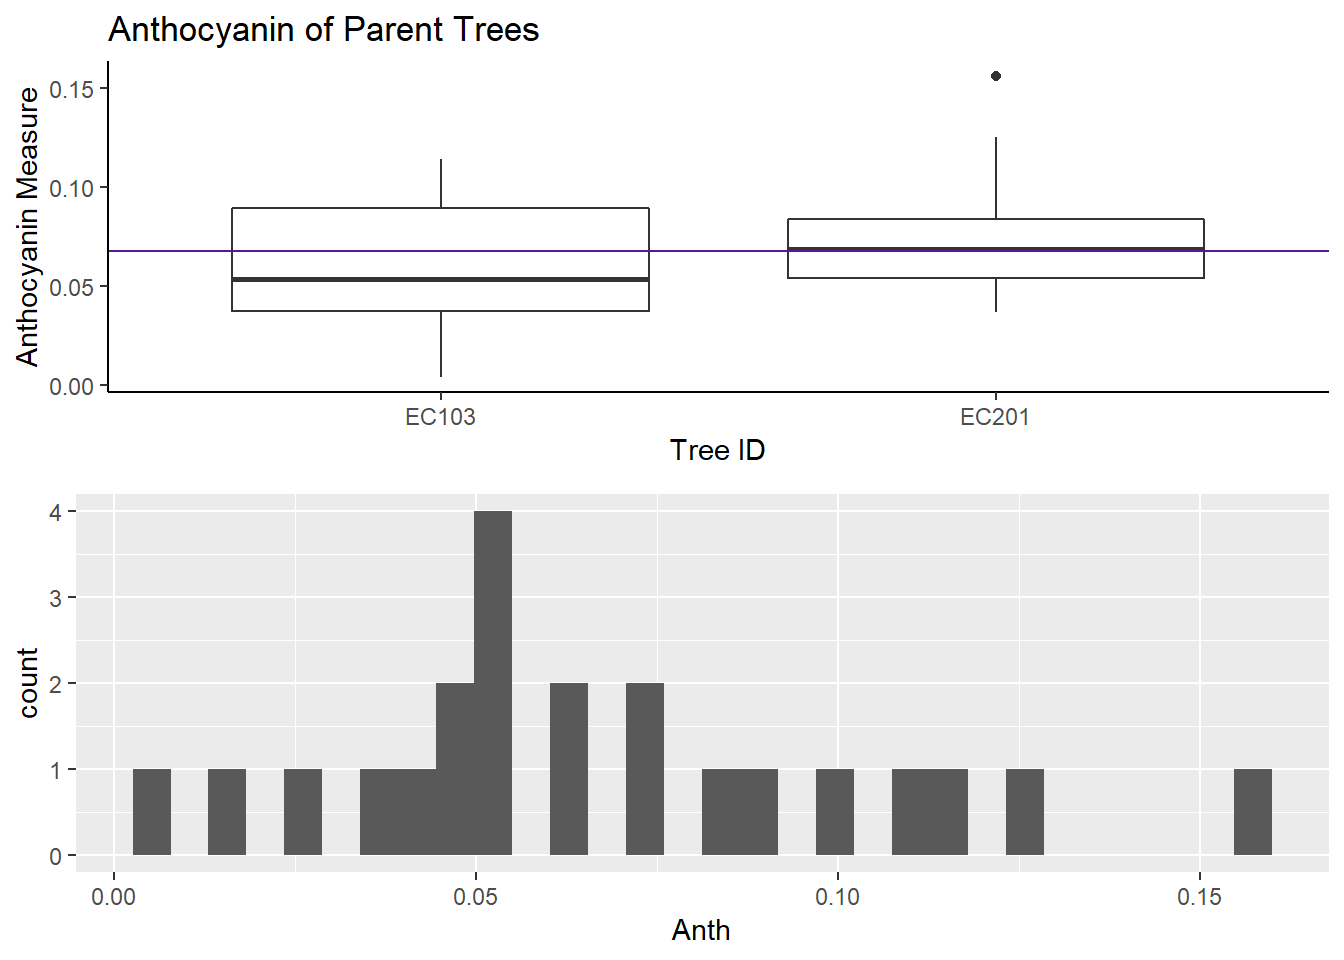 Anthocyanin of Parent Trees
Anthocyanin Measure
0.15
0.10
0.05
0.00
EC103 EC201
Tree ID
count
4
3
2
1
0
0.00 0.05 0.10 0.15
Anth